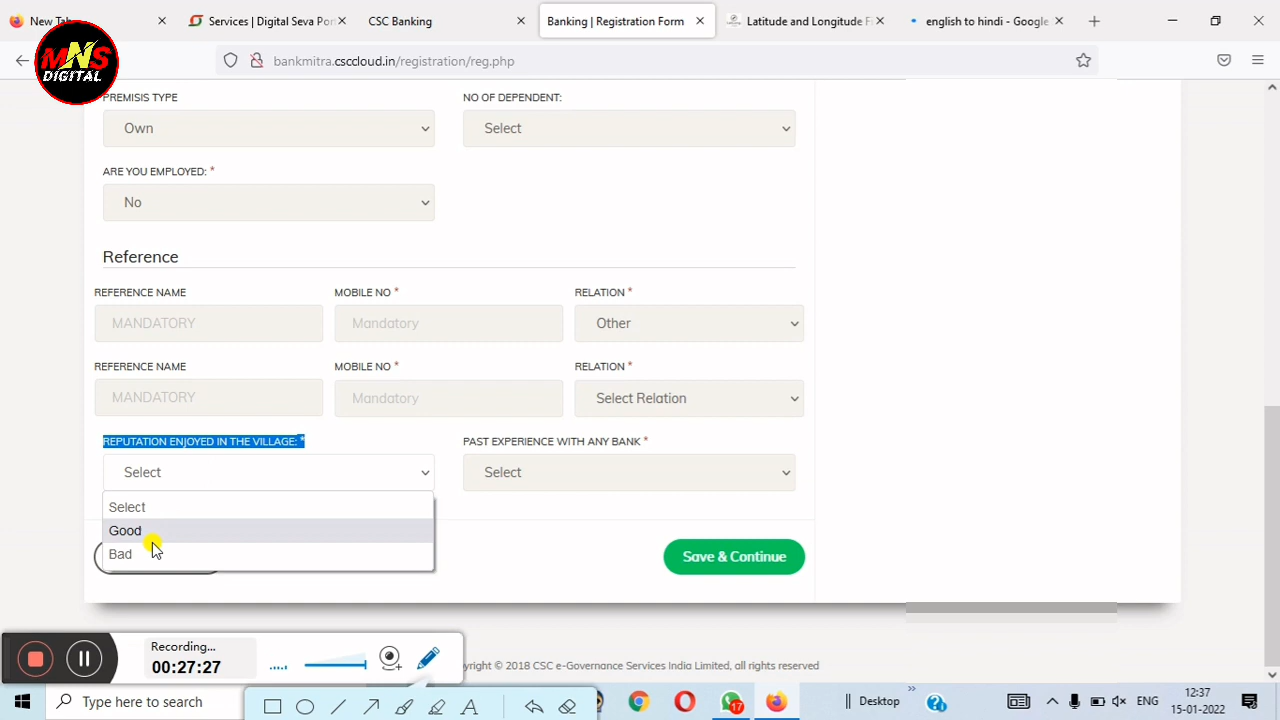 New Tab
Services | Digital Seva Por
CSC Banking
Banking | Registration Form
Latitude and Longitude F
english to hindi - Google
MNS
DIGITAL
bankmitra.csccloud.in/registration/reg.php
PREMISIS TYPE
NO OF DEPENDENT:
Own
Select
ARE YOU EMPLOYED: *
No
Reference
REFERENCE NAME
MOBILE NO *
RELATION *
MANDATORY
Mandatory
Other
REFERENCE NAME
MOBILE NO *
RELATION *
MANDATORY
Mandatory
Select Relation
REPUTATION ENJOYED IN THE VILLAGE: *
PAST EXPERIENCE WITH ANY BANK *
Select
Select
Select
Good
Bad
Save & Continue
Recording...
00:27:27
yright © 2018 CSC e-Governance Services India Limited, all rights reserved
Type here to search
17
Desktop
ENG
12:37
15-01-2022